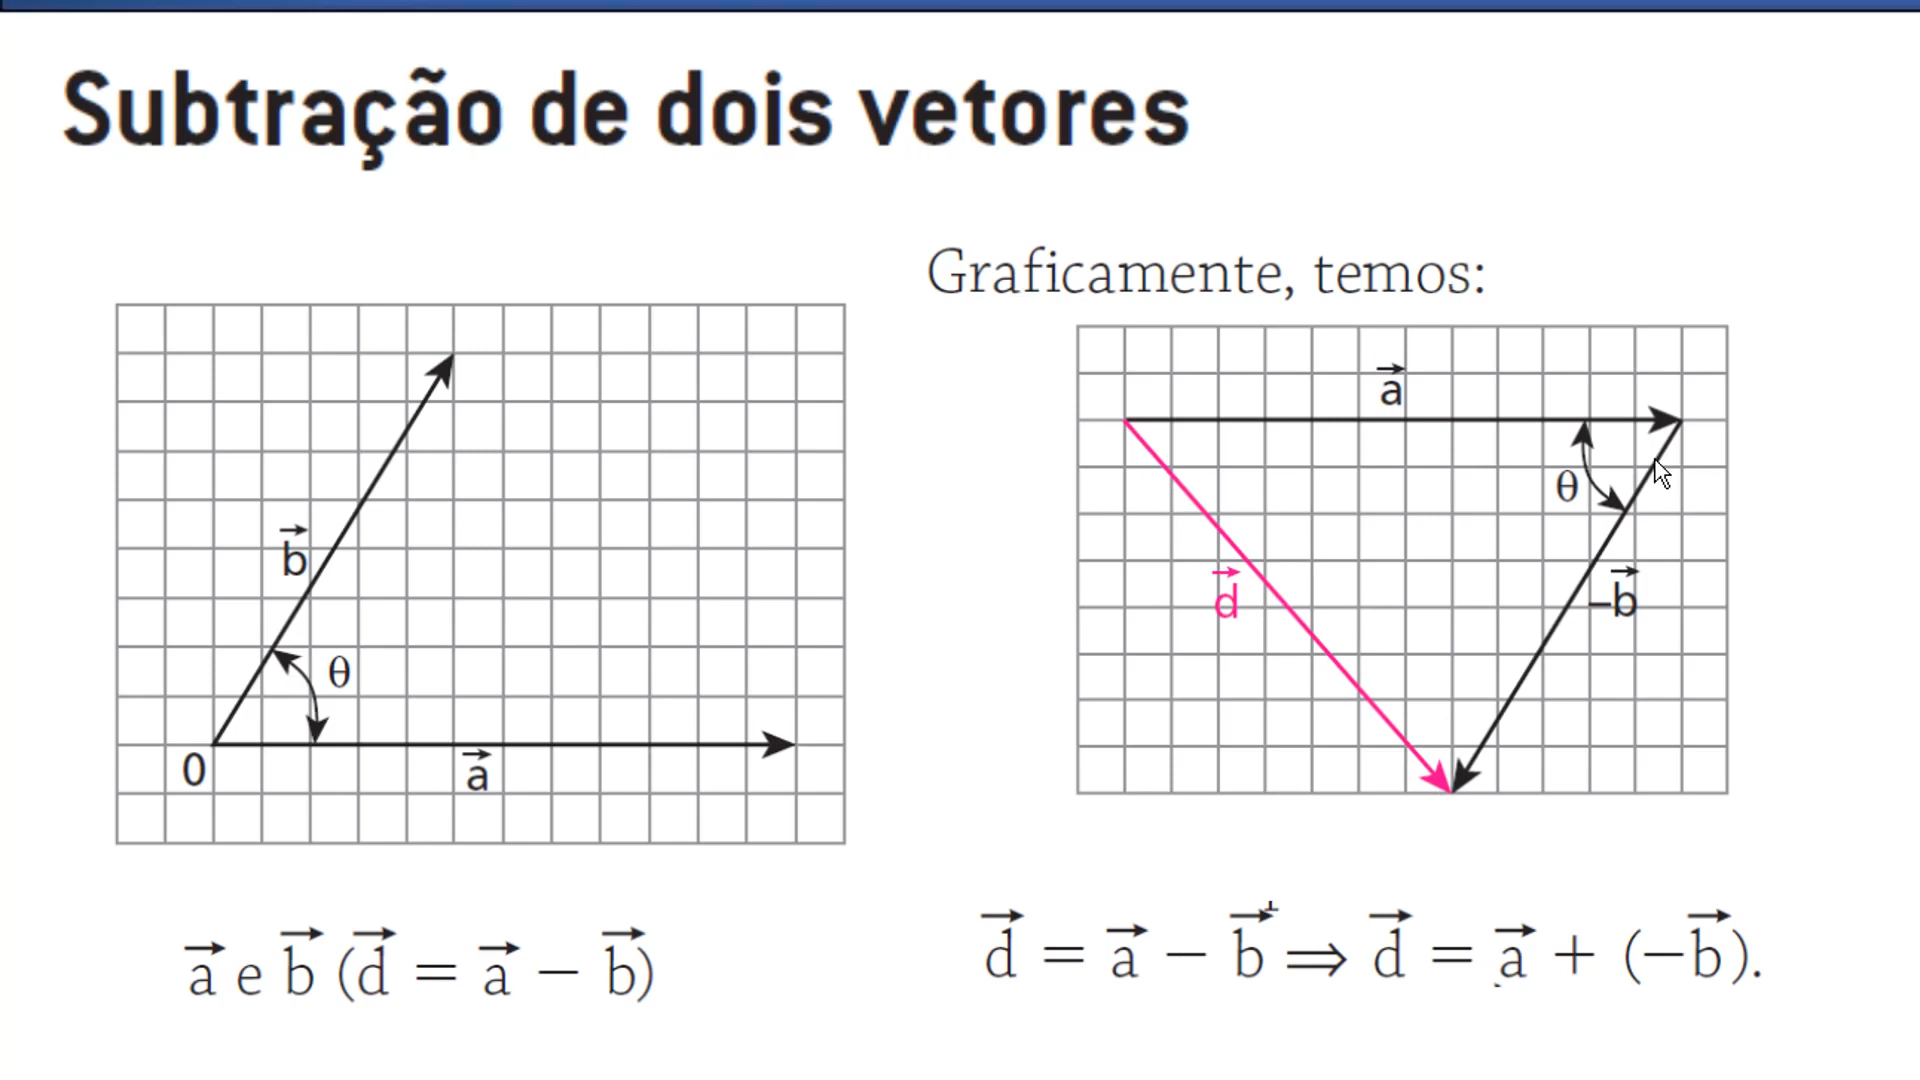 Subtração de dois vetores
Graficamente, temos:
a⃗
b⃗
θ
θ
d⃗
–b⃗
0
a⃗
a⃗ e b⃗ (d⃗ = a⃗ – b⃗)
d⃗ = a⃗ – b⃗ ⇒ d⃗ = a⃗ + (–b⃗).